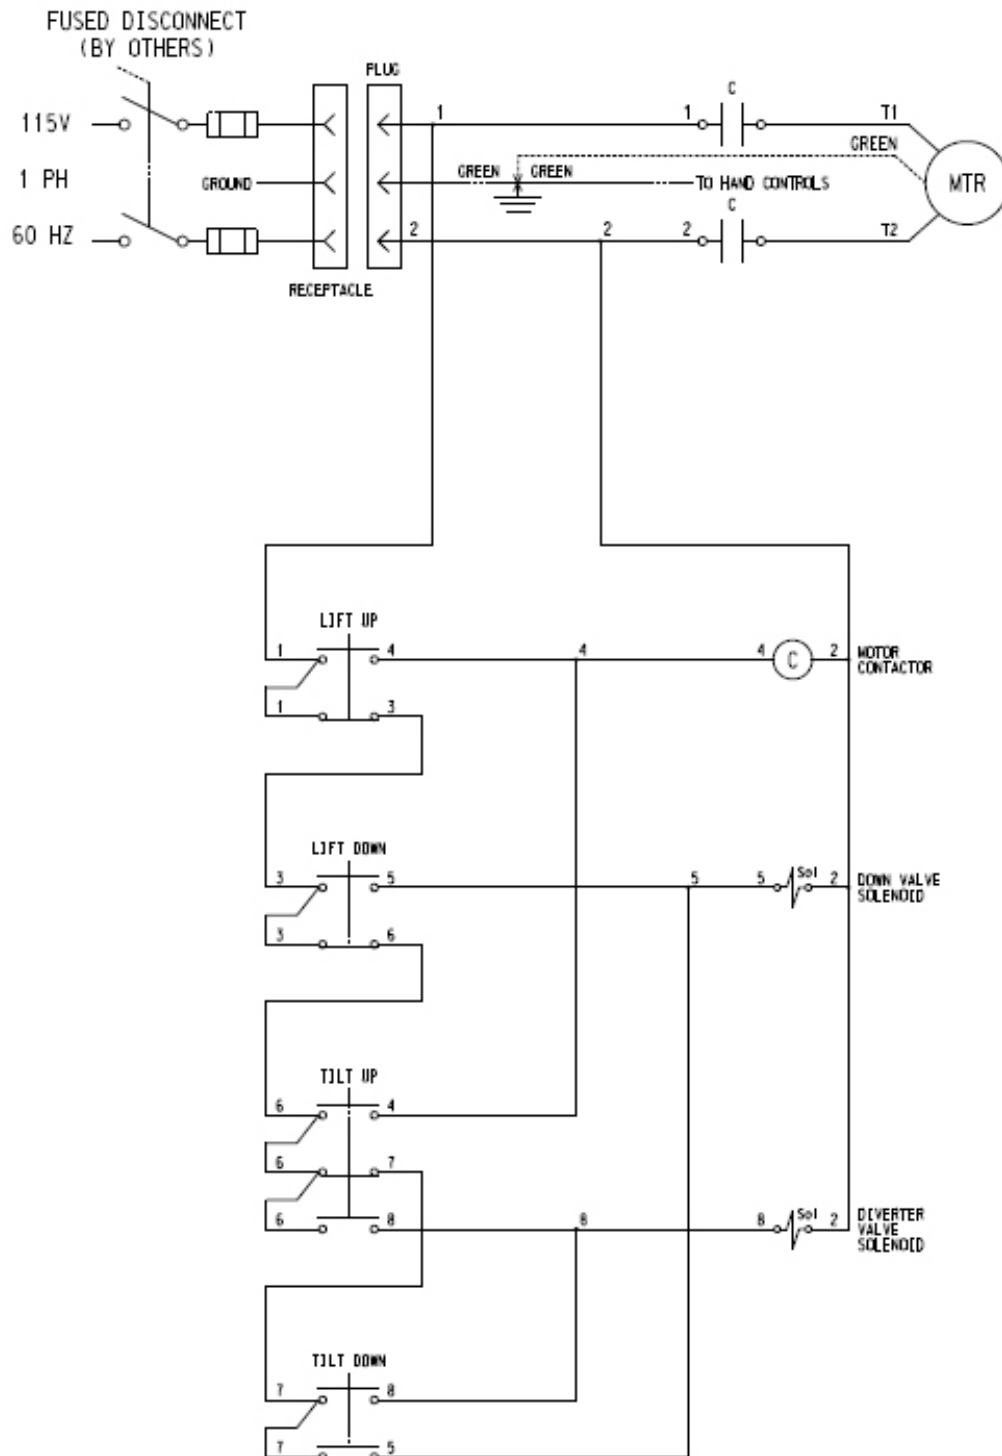 FUSED DISCONNECT
(BY OTHERS)
PLUG
115V
1 PH
60 HZ
GROUND
RECEPTACLE
1
1
C
T1
GREEN
GREEN
GREEN
TO HAND CONTROLS
MTR
C
2
2
2
T2
LIFT UP
1
4
4
4
C
2
MOTOR
CONTACTOR
1
3
LIFT DOWN
3
5
5
5
Sol
2
DOWN VALVE
SOLENOID
3
6
TILT UP
6
4
6
7
6
8
8
8
Sol
2
DIVERTER
VALVE
SOLENOID
TILT DOWN
7
8
7
5